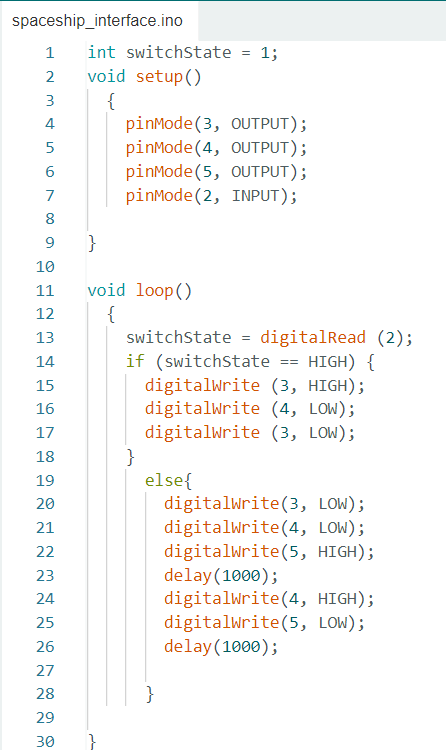 spaceship_interface.ino
1 int switchState = 1;
2 void setup()
3 {
4 pinMode(3, OUTPUT);
5 pinMode(4, OUTPUT);
6 pinMode(5, OUTPUT);
7 pinMode(2, INPUT);
8
9 }
10
11 void loop()
12 {
13 switchState = digitalRead (2);
14 if (switchState == HIGH) {
15 digitalWrite (3, HIGH);
16 digitalWrite (4, LOW);
17 digitalWrite (3, LOW);
18 }
19 else{
20 digitalWrite(3, LOW);
21 digitalWrite(4, LOW);
22 digitalWrite(5, HIGH);
23 delay(1000);
24 digitalWrite(4, HIGH);
25 digitalWrite(5, LOW);
26 delay(1000);
27
28 }
29
30 }